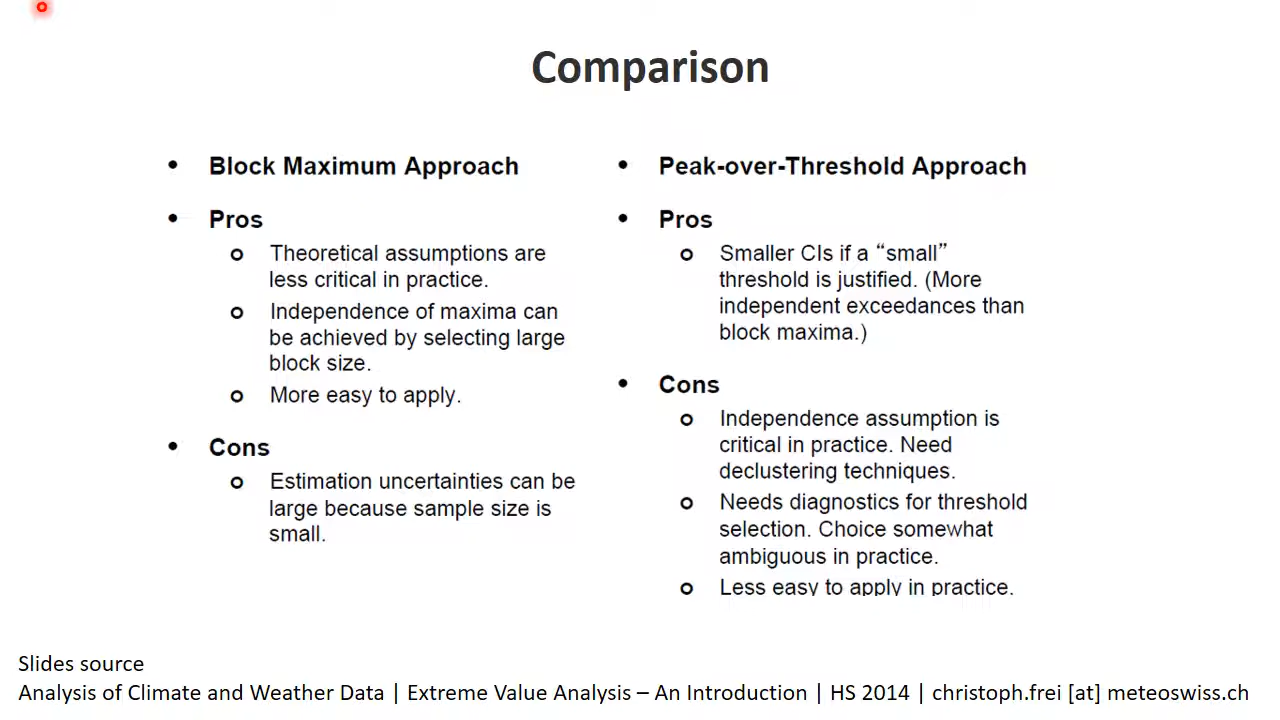 Comparison
• Block Maximum Approach
• Pros
o Theoretical assumptions are
less critical in practice.
o Independence of maxima can
be achieved by selecting large
block size.
o More easy to apply.
• Cons
o Estimation uncertainties can be
large because sample size is
small.
• Peak-over-Threshold Approach
• Pros
o Smaller CIs if a “small”
threshold is justified. (More
independent exceedances than
block maxima.)
• Cons
o Independence assumption is
critical in practice. Need
declustering techniques.
o Needs diagnostics for threshold
selection. Choice somewhat
ambiguous in practice.
o Less easy to apply in practice.
Slides source
Analysis of Climate and Weather Data | Extreme Value Analysis – An Introduction | HS 2014 | christoph.frei [at] meteoswiss.ch